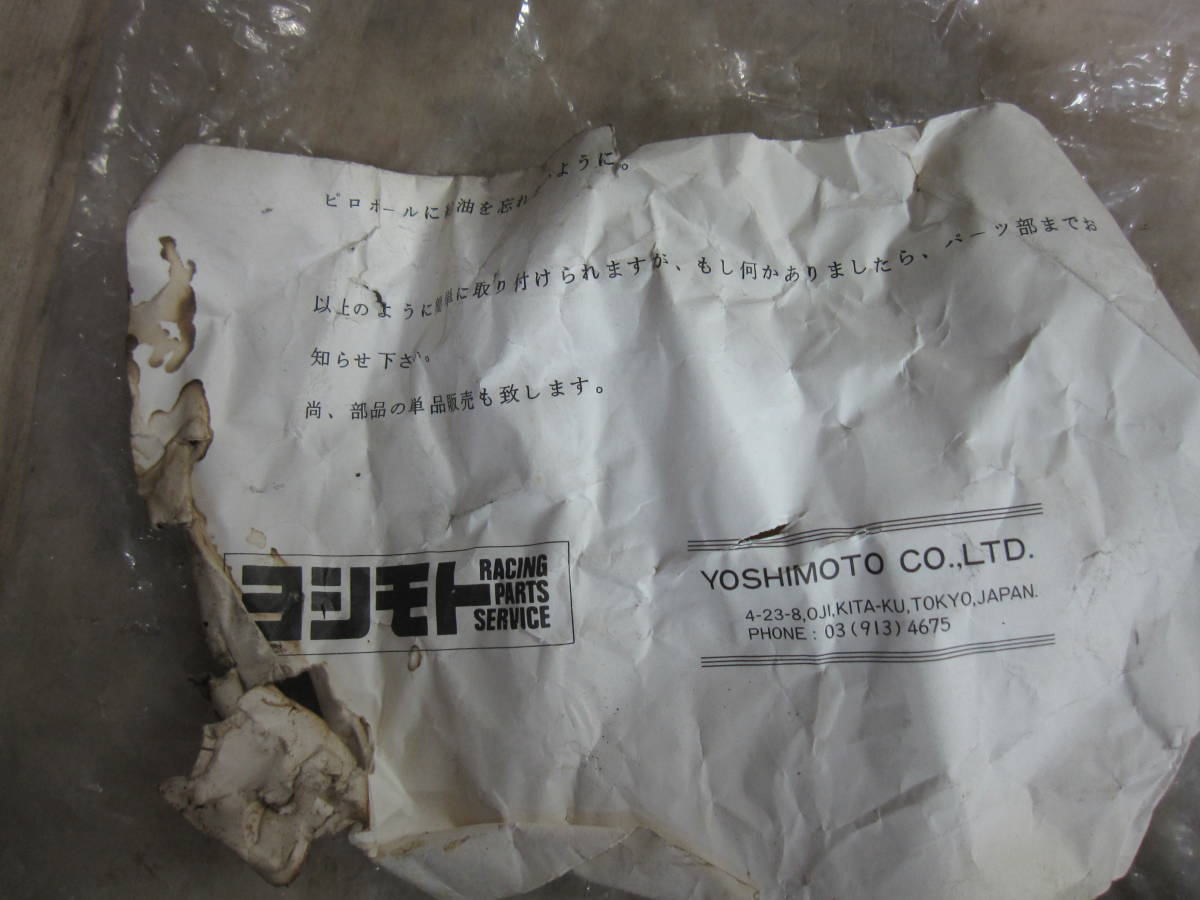 ピロボールに給油を忘れ ように。
以上のように簡単に取り付けられますが、もし何かありましたら、パーツ部までお
知らせ下さい。
尚、部品の単品販売も致します。
ヨシモト RACING PARTS SERVICE
YOSHIMOTO CO.,LTD.
4-23-8,OJI,KITA-KU,TOKYO,JAPAN.
PHONE : 03(913)4675